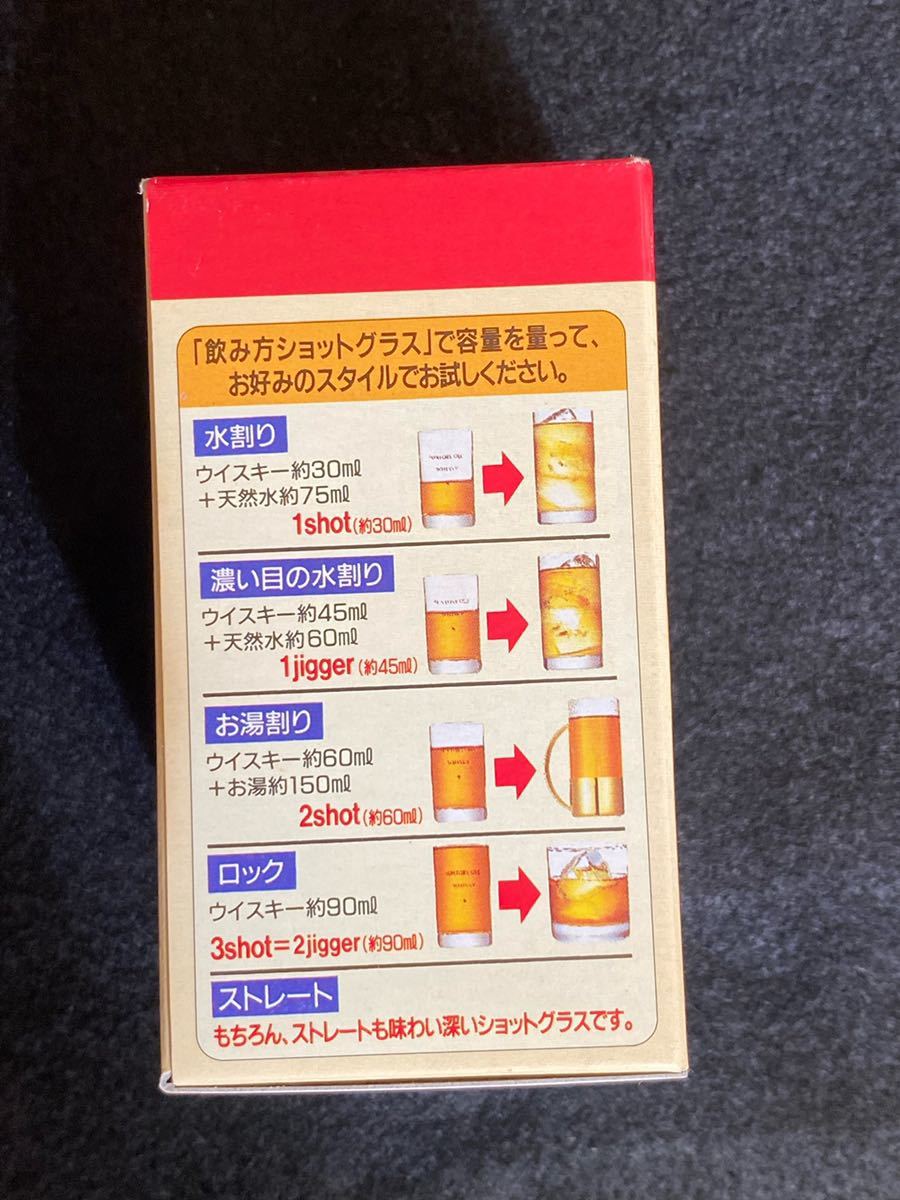 「飲み方ショットグラス」で容量を量って、
お好みのスタイルでお試しください。
水割り
ウイスキー約30㎖
＋天然水約75㎖
1shot(約30㎖)
濃い目の水割り
ウイスキー約45㎖
＋天然水約60㎖
1jigger(約45㎖)
お湯割り
ウイスキー約60㎖
＋お湯約150㎖
2shot(約60㎖)
ロック
ウイスキー約90㎖
3shot=2jigger(約90㎖)
ストレート
もちろん、ストレートも味わい深いショットグラスです。